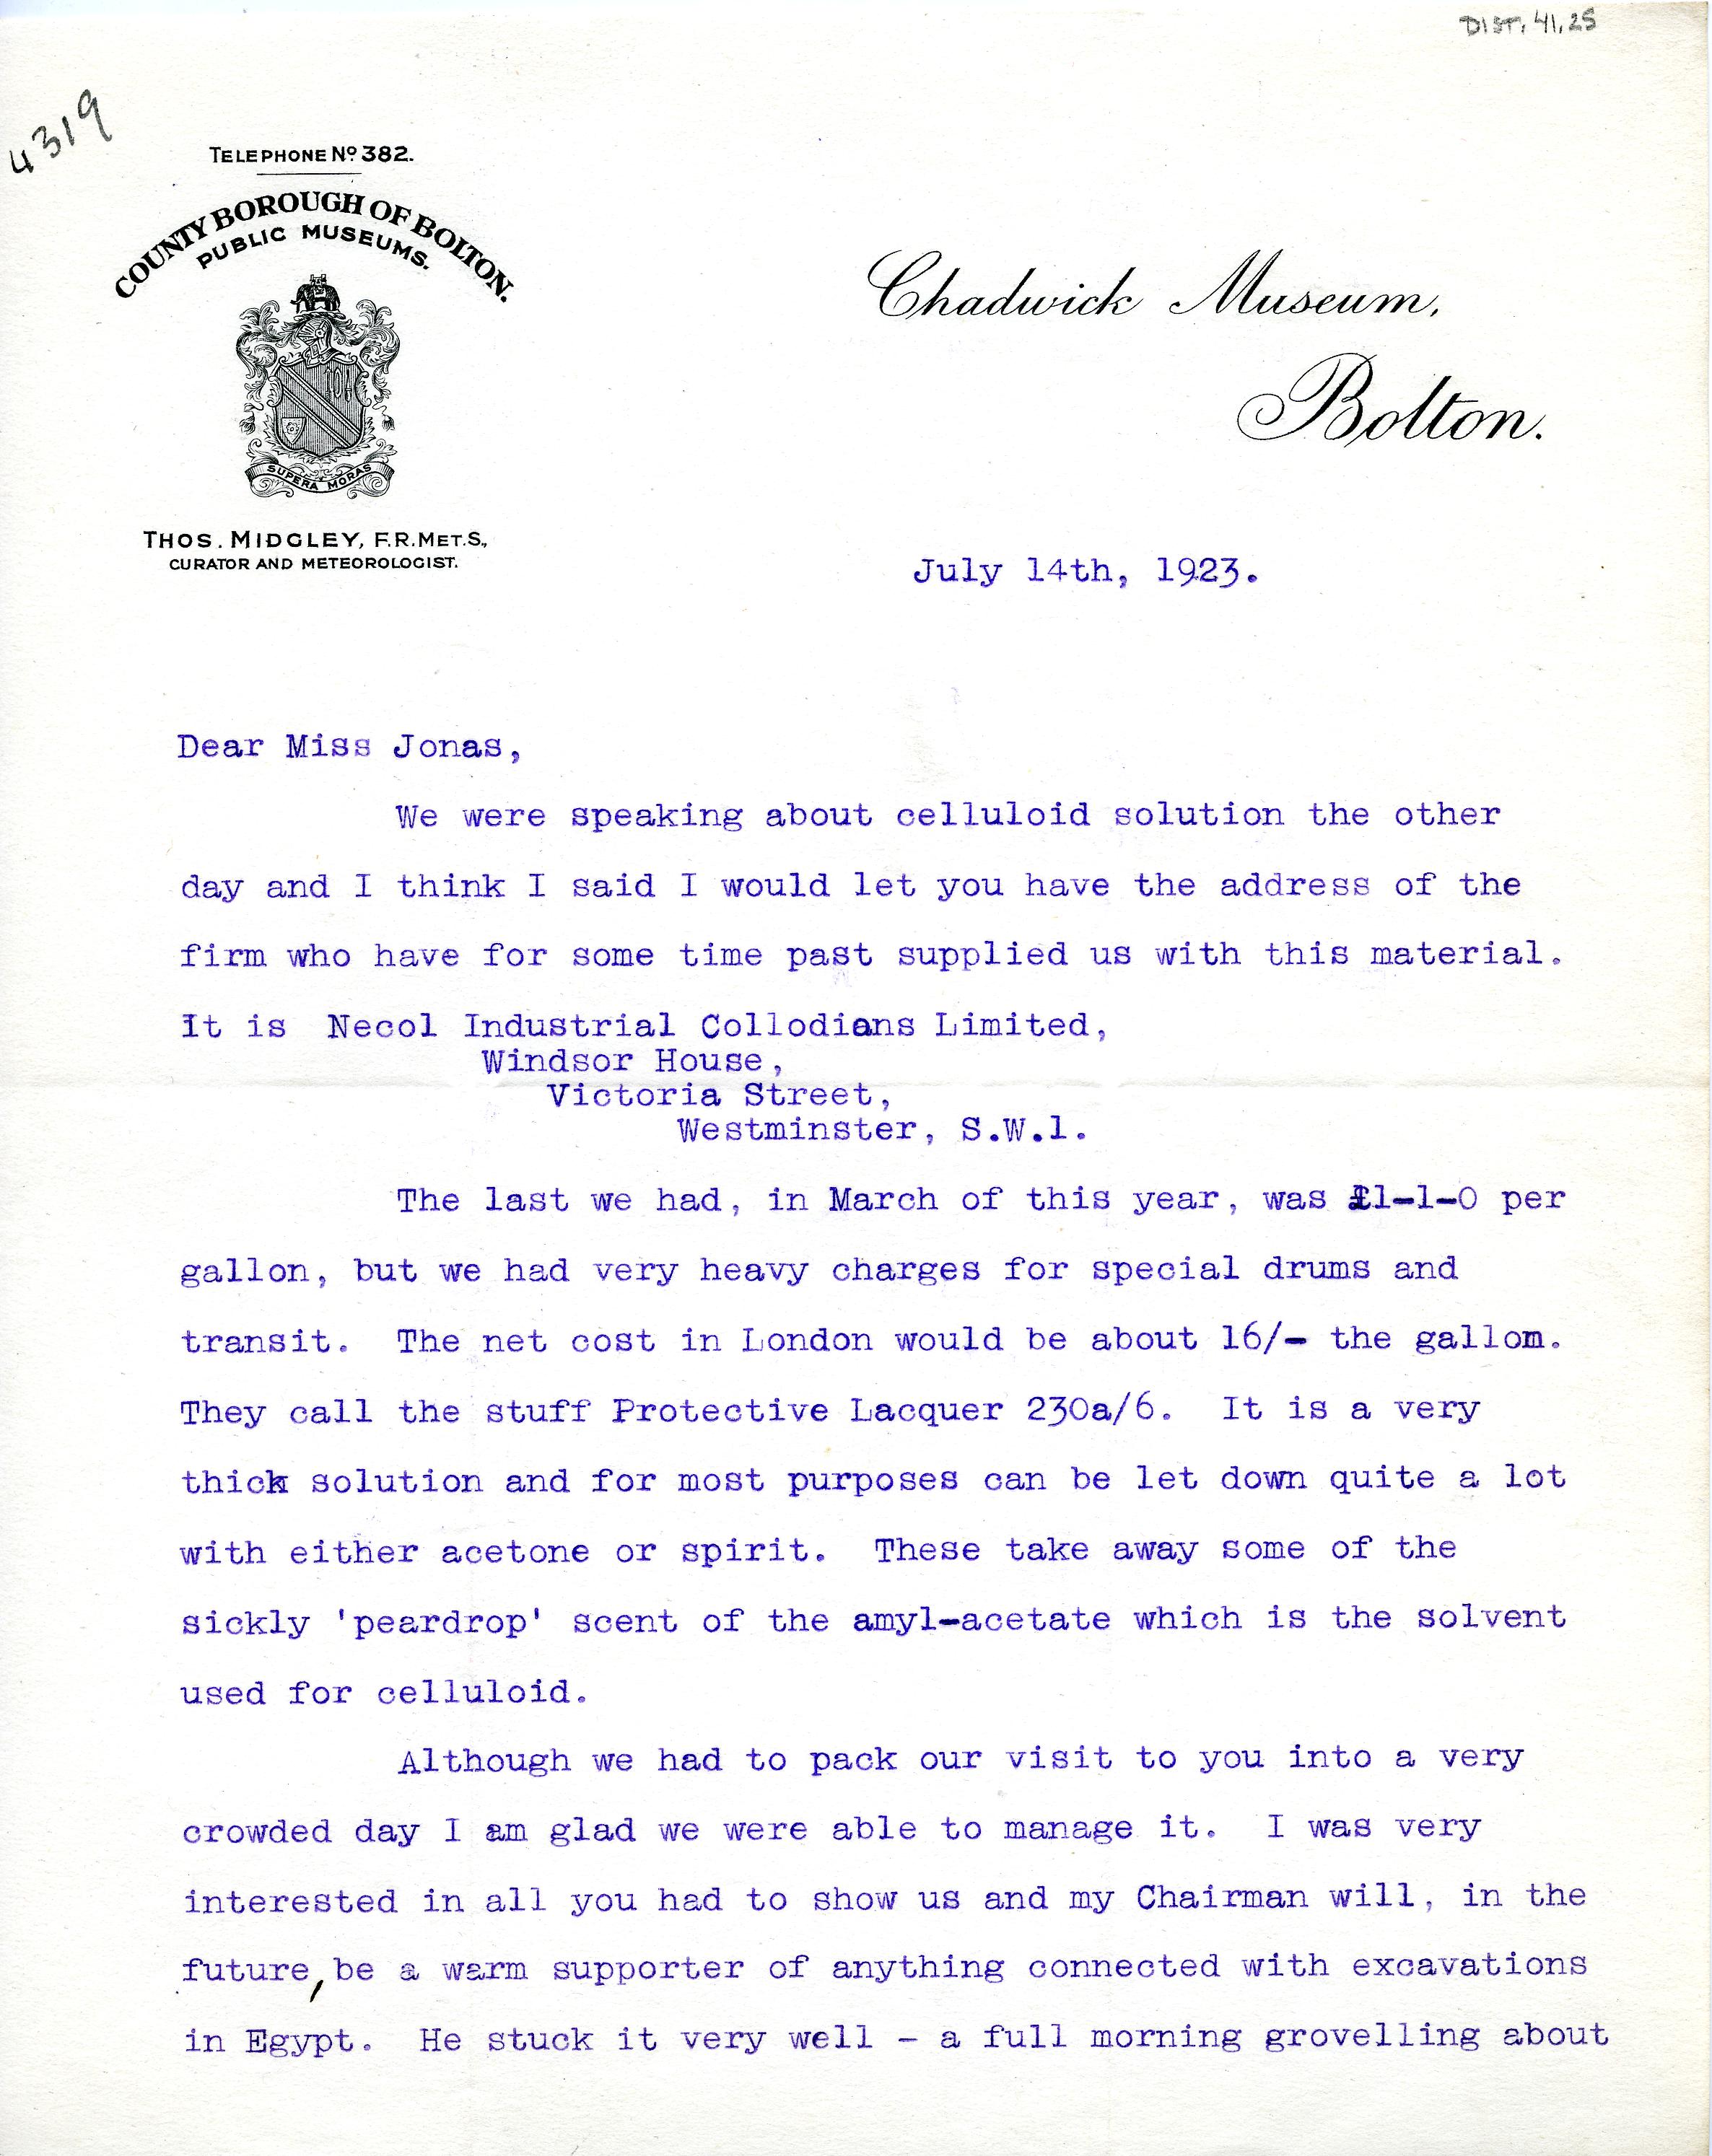 DIST. 41.25
4319
TELEPHONE Nº 382.
COUNTY BOROUGH OF BOLTON.
PUBLIC MUSEUMS.
SUPERA MORAS
THOS. MIDGLEY, F.R.MET.S.,
CURATOR AND METEOROLOGIST.
Chadwick Museum,
Bolton.
July 14th, 1923.
Dear Miss Jonas,
We were speaking about celluloid solution the other
day and I think I said I would let you have the address of the
firm who have for some time past supplied us with this material.
It is Necol Industrial Collodians Limited,
Windsor House,
Victoria Street,
Westminster, S.W.1.
The last we had, in March of this year, was £1-1-0 per
gallon, but we had very heavy charges for special drums and
transit. The net cost in London would be about 16/- the gallon.
They call the stuff Protective Lacquer 230a/6. It is a very
thick solution and for most purposes can be let down quite a lot
with either acetone or spirit. These take away some of the
sickly 'peardrop' scent of the amyl-acetate which is the solvent
used for celluloid.
Although we had to pack our visit to you into a very
crowded day I am glad we were able to manage it. I was very
interested in all you had to show us and my Chairman will, in the
future, be a warm supporter of anything connected with excavations
in Egypt. He stuck it very well - a full morning grovelling about